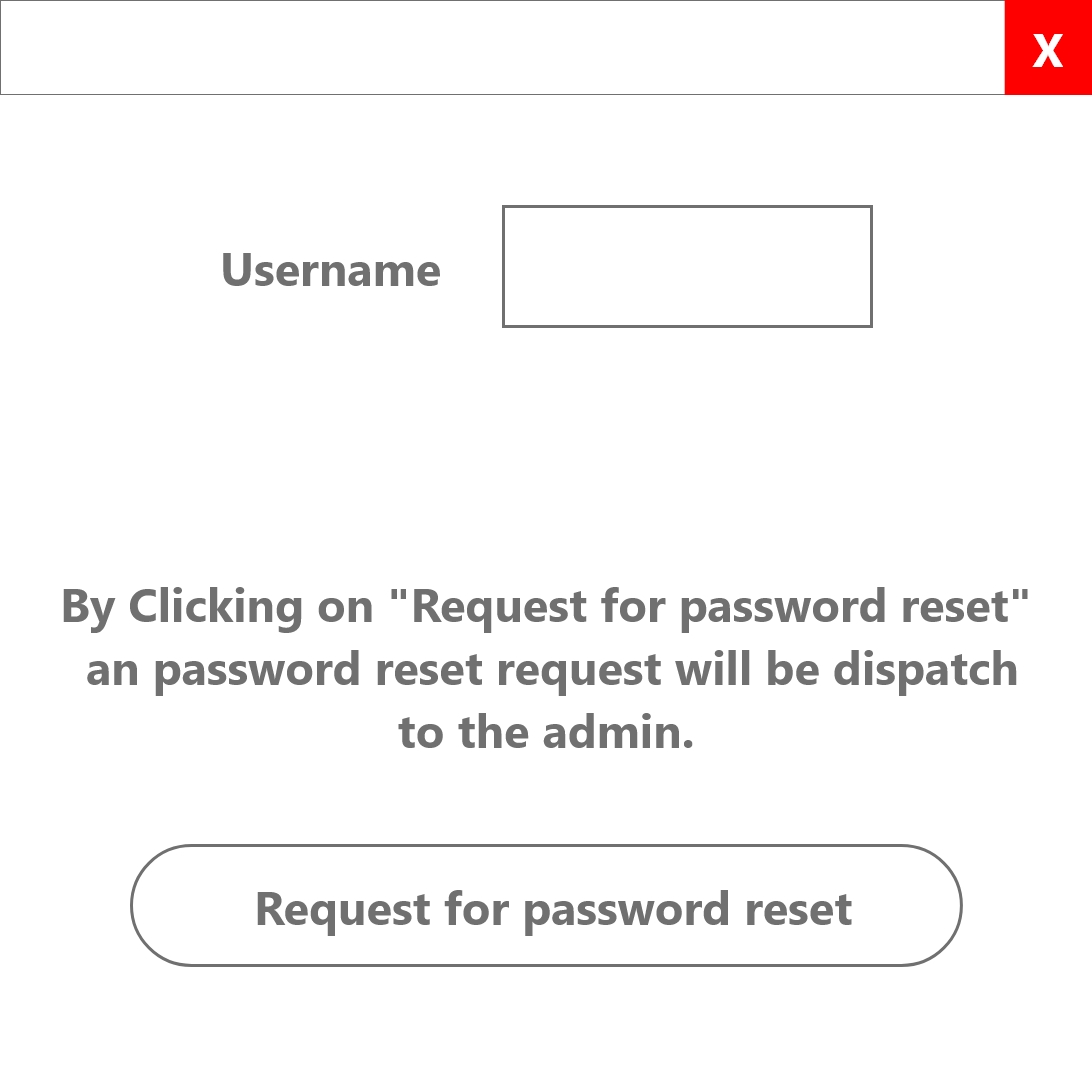 X
Username
By Clicking on "Request for password reset"
an password reset request will be dispatch
to the admin.
Request for password reset